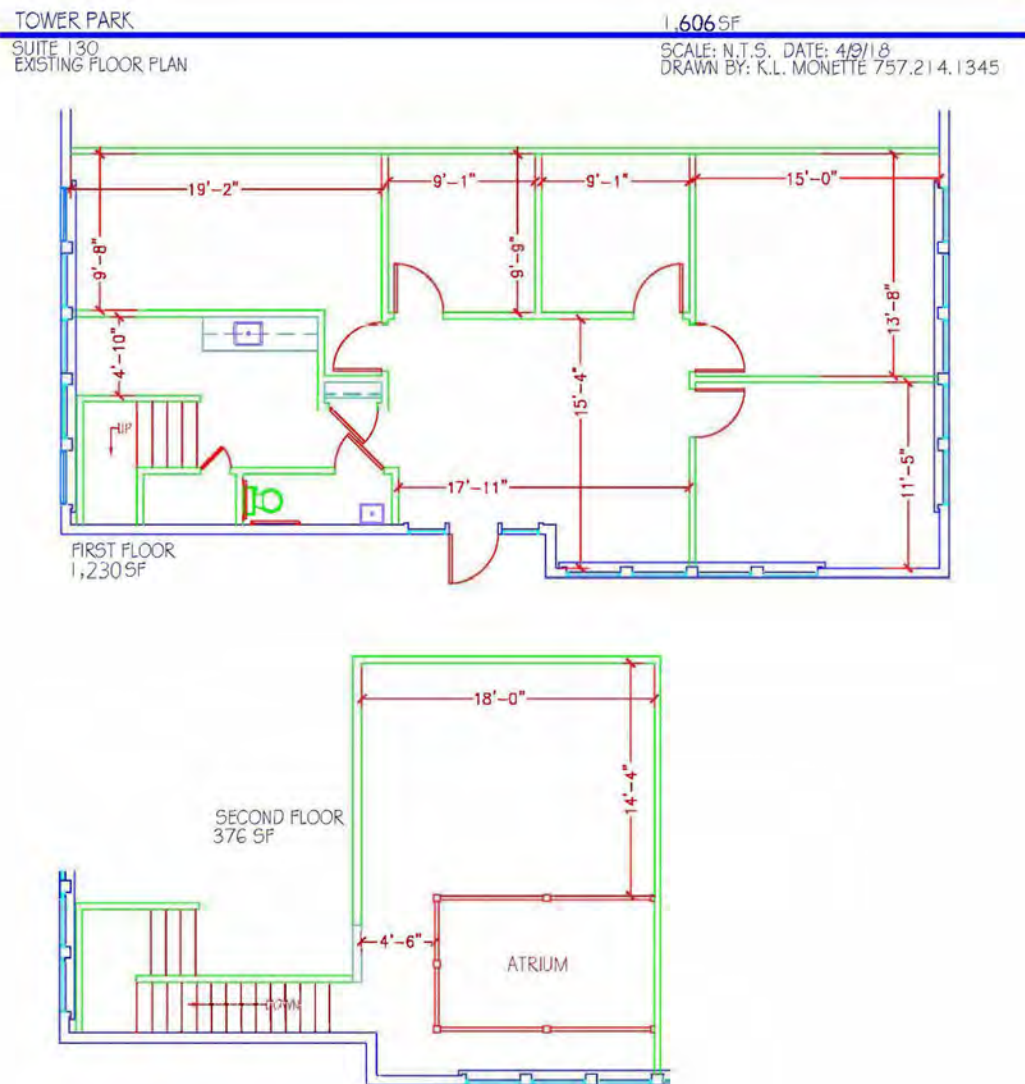 TOWER PARK
1,606 SF
SUITE 130
EXISTING FLOOR PLAN
SCALE: N.T.S. DATE: 4/9/18
DRAWN BY: K.L. MONETTE 757.214.1345
19'-2"
9'-1"
9'-1"
15'-0"
9'-8"
9'-9"
13'-8"
4'-10"
15'-4"
UP
11'-5"
17'-11"
FIRST FLOOR
1,230 SF
18'-0"
14'-4"
SECOND FLOOR
376 SF
4'-6"
ATRIUM
DOWN